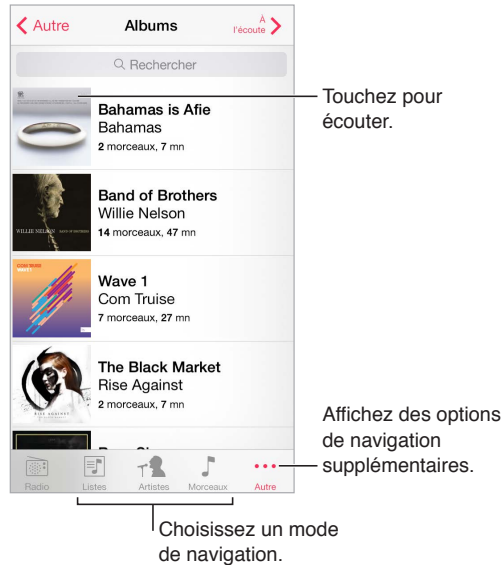 Autre
Albums
À
l'écoute
Rechercher
Bahamas is Afie
Bahamas
2 morceaux, 7 mn
Touchez pour
écouter.
Band of Brothers
Willie Nelson
14 morceaux, 47 mn
WILLIE NELSON BAND OF BROTHERS
COM TRUISE
WAVE 1
Wave 1
Com Truise
7 morceaux, 27 mn
The Black Market
Rise Against
2 morceaux, 7 mn
RISE AGAINST
Affichez des options
de navigation
supplémentaires.
Radio
Listes
Artistes
Morceaux
Autre
Choisissez un mode
de navigation.